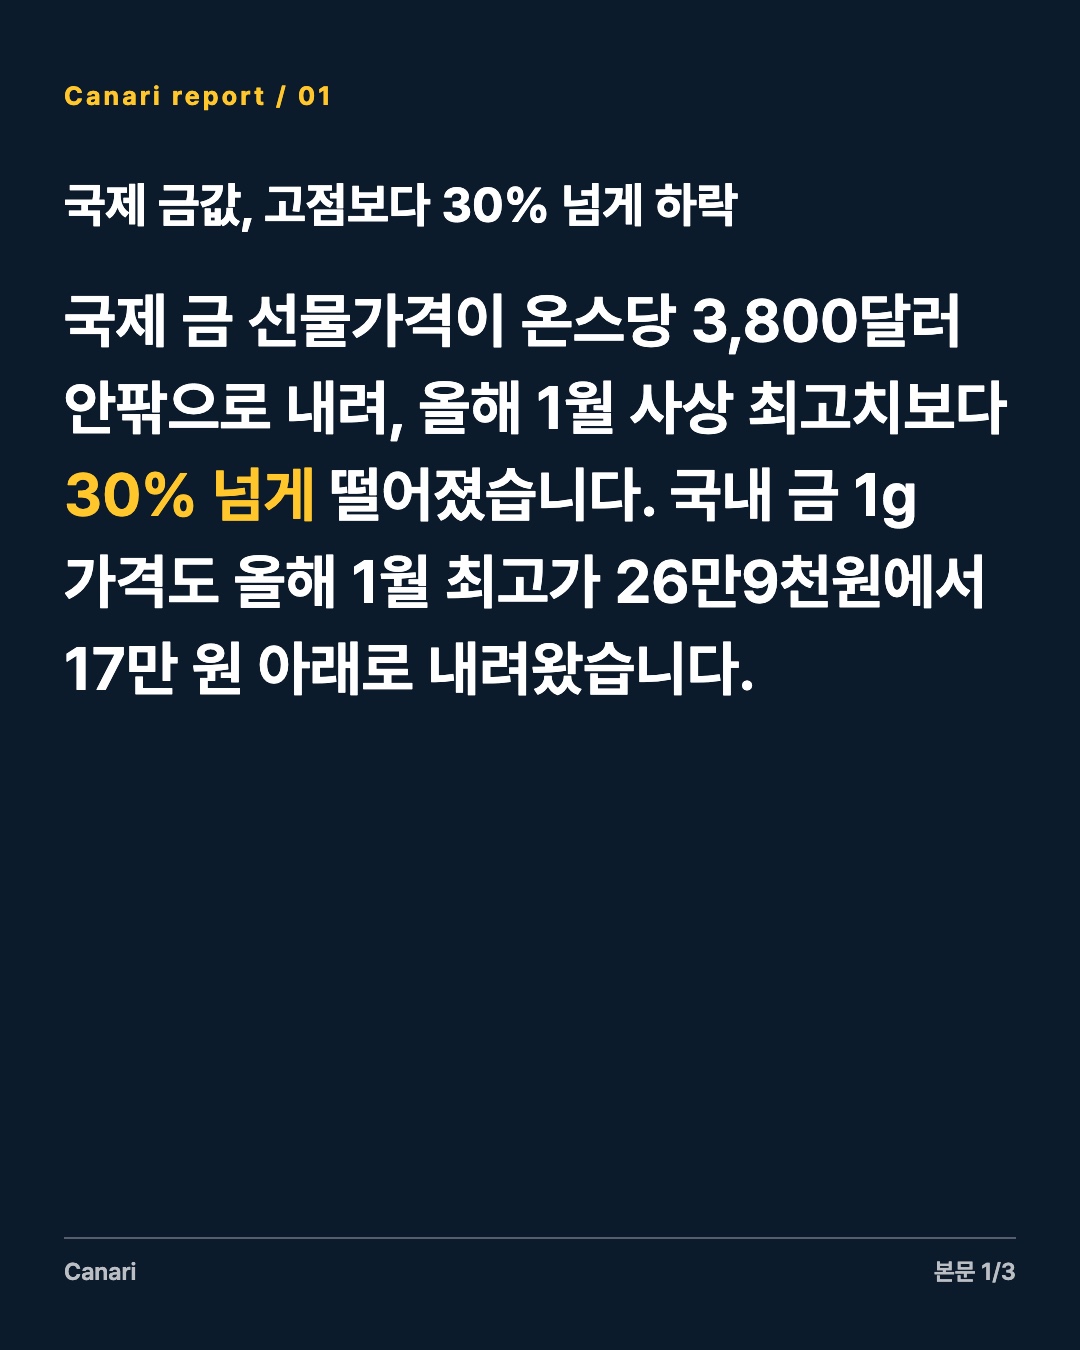 Canari report / 01
국제 금값, 고점보다 30% 넘게 하락
국제 금 선물가격이 온스당 3,800달러
안팎으로 내려, 올해 1월 사상 최고치보다
30% 넘게 떨어졌습니다. 국내 금 1g
가격도 올해 1월 최고가 26만9천원에서
17만 원 아래로 내려왔습니다.
Canari
본문 1/3